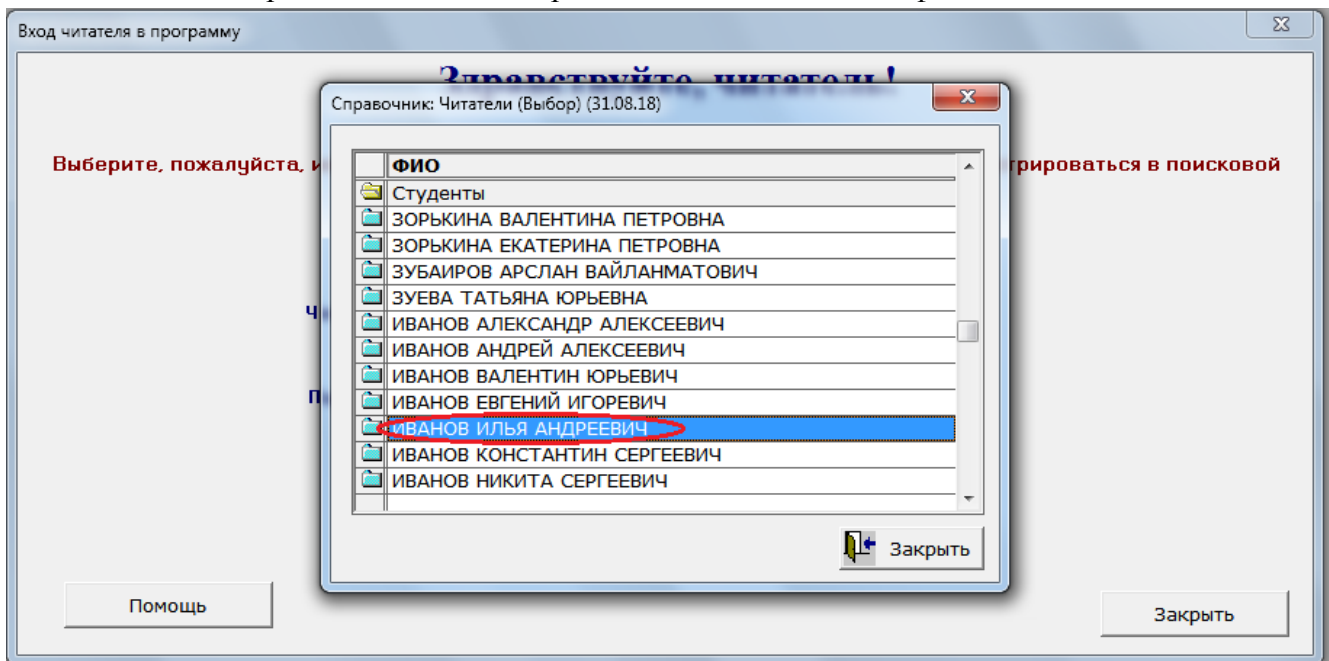 Вход читателя в программу
Здравствуйте, читатель!
Справочник: Читатели (Выбор) (31.08.18)
Выберите, пожалуйста, и
трироваться в поисковой
ФИО
Студенты
ЗОРЬКИНА ВАЛЕНТИНА ПЕТРОВНА
ЗОРЬКИНА ЕКАТЕРИНА ПЕТРОВНА
ЗУБАИРОВ АРСЛАН ВАЙЛАНМАТОВИЧ
ЗУЕВА ТАТЬЯНА ЮРЬЕВНА
ИВАНОВ АЛЕКСАНДР АЛЕКСЕЕВИЧ
ИВАНОВ АНДРЕЙ АЛЕКСЕЕВИЧ
ИВАНОВ ВАЛЕНТИН ЮРЬЕВИЧ
ИВАНОВ ЕВГЕНИЙ ИГОРЕВИЧ
ИВАНОВ ИЛЬЯ АНДРЕЕВИЧ
ИВАНОВ КОНСТАНТИН СЕРГЕЕВИЧ
ИВАНОВ НИКИТА СЕРГЕЕВИЧ
Закрыть
Помощь
Закрыть